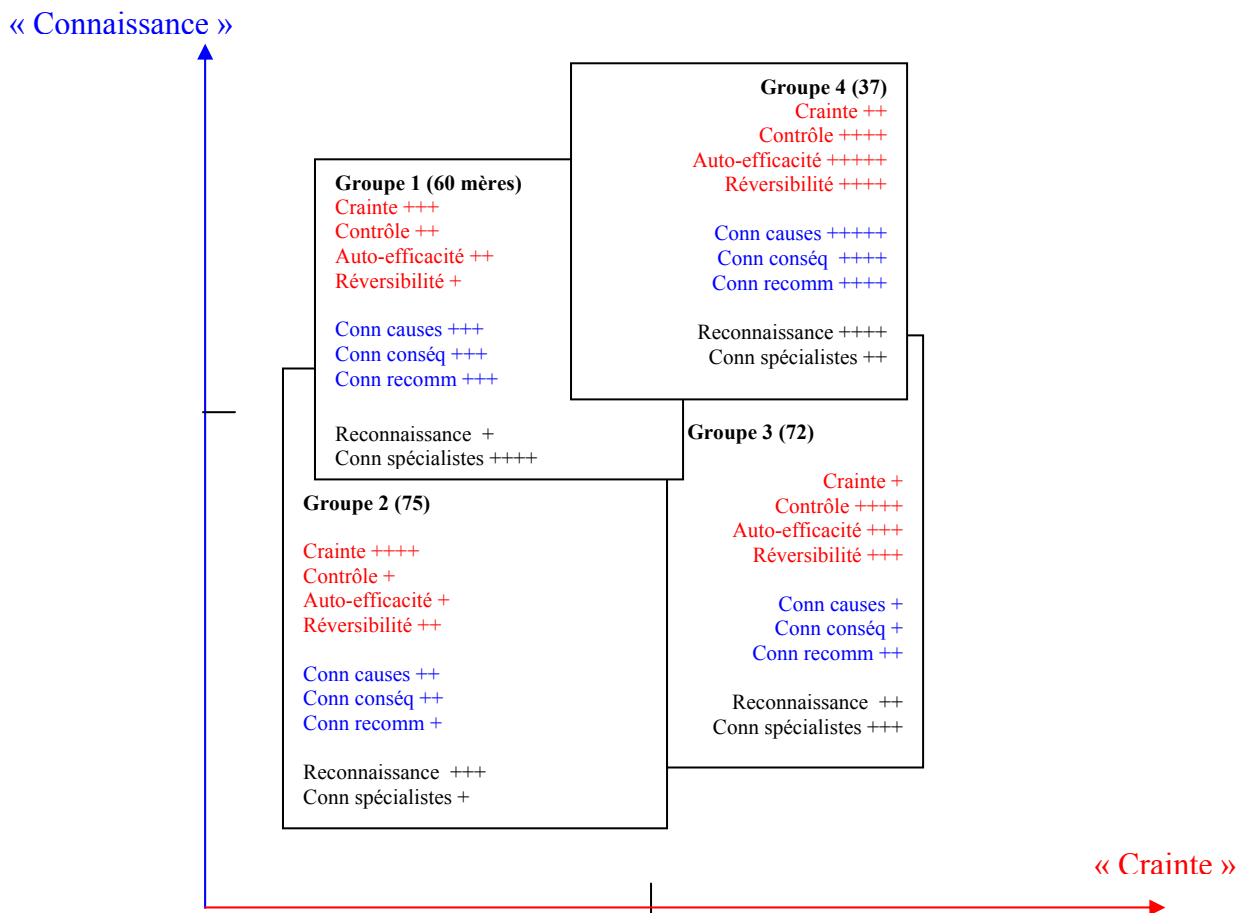 « Connaissance »
Groupe 4 (37)
Crainte ++
Contrôle ++++
Auto-efficacité +++++
Réversibilité ++++
Conn causes +++++
Conn conséq ++++
Conn recomm ++++
Reconnaissance ++++
Conn spécialistes ++
Groupe 1 (60 mères)
Crainte +++
Contrôle ++
Auto-efficacité ++
Réversibilité +
Conn causes +++
Conn conséq +++
Conn recomm +++
Reconnaissance +
Conn spécialistes ++++
Groupe 3 (72)
Crainte +
Contrôle ++++
Auto-efficacité +++
Réversibilité +++
Conn causes +
Conn conséq +
Conn recomm ++
Reconnaissance ++
Conn spécialistes +++
Groupe 2 (75)
Crainte ++++
Contrôle +
Auto-efficacité +
Réversibilité ++
Conn causes ++
Conn conséq ++
Conn recomm +
Reconnaissance +++
Conn spécialistes +
« Crainte »